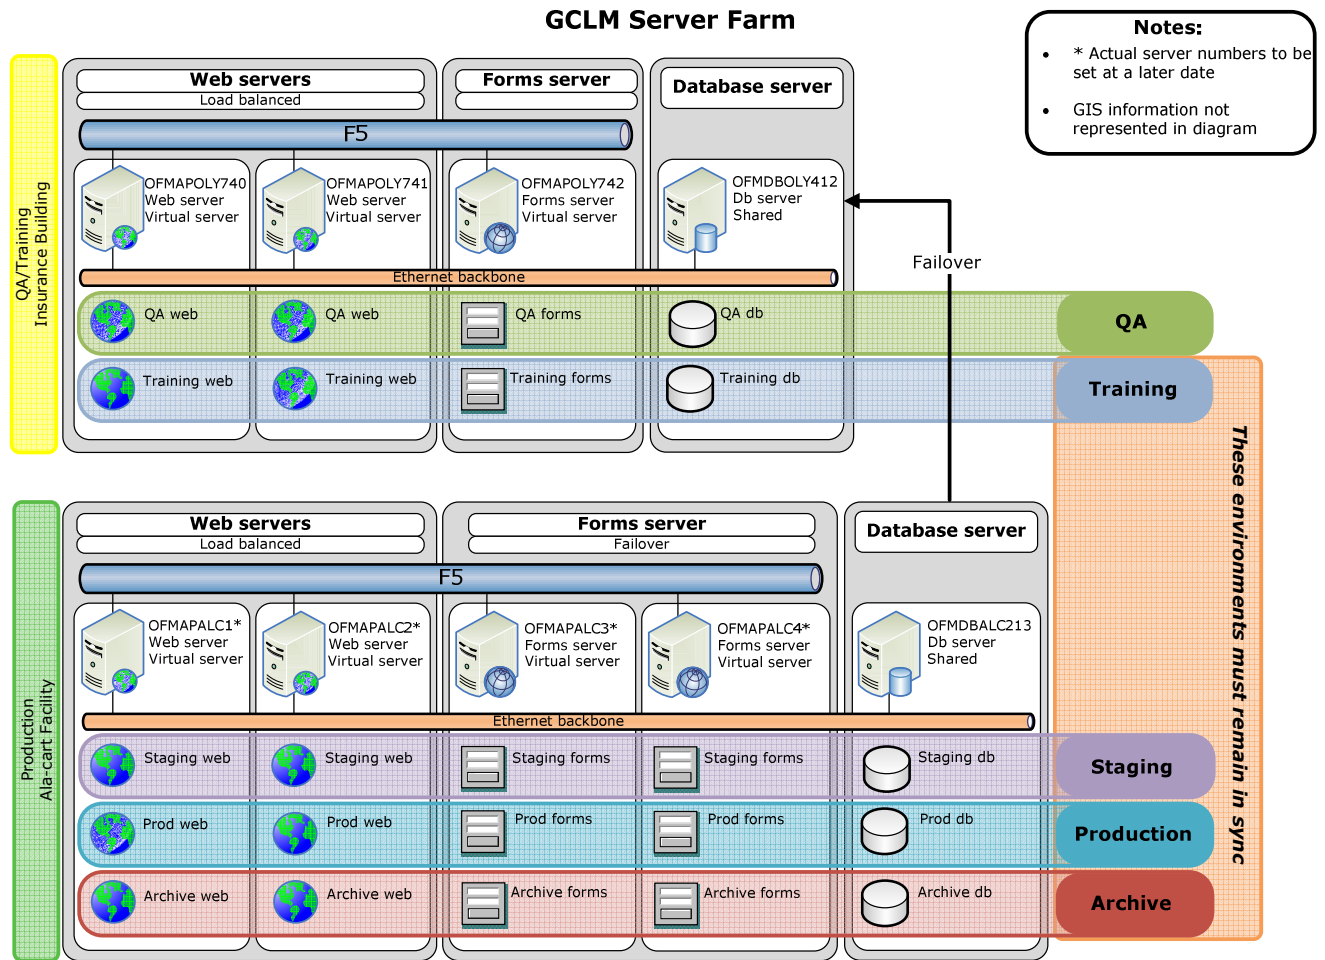 GCLM Server Farm
Notes:
• * Actual server numbers to be
set at a later date
• GIS information not
represented in diagram
QA/Training
Insurance Building
Web servers
Load balanced
Forms server
Database server
F5
OFMAPOLY740
Web server
Virtual server
OFMAPOLY741
Web server
Virtual server
OFMAPOLY742
Forms server
Virtual server
OFMDBOLY412
Db server
Shared
Failover
Ethernet backbone
QA web
QA web
QA forms
QA db
QA
Training web
Training web
Training forms
Training db
Training
These environments must remain in sync
Production
Ala-cart Facility
Web servers
Load balanced
Forms server
Failover
Database server
F5
OFMAPALC1*
Web server
Virtual server
OFMAPALC2*
Web server
Virtual server
OFMAPALC3*
Forms server
Virtual server
OFMAPALC4*
Forms server
Virtual server
OFMDBALC213
Db server
Shared
Ethernet backbone
Staging web
Staging web
Staging forms
Staging forms
Staging db
Staging
Prod web
Prod web
Prod forms
Prod forms
Prod db
Production
Archive web
Archive web
Archive forms
Archive forms
Archive db
Archive